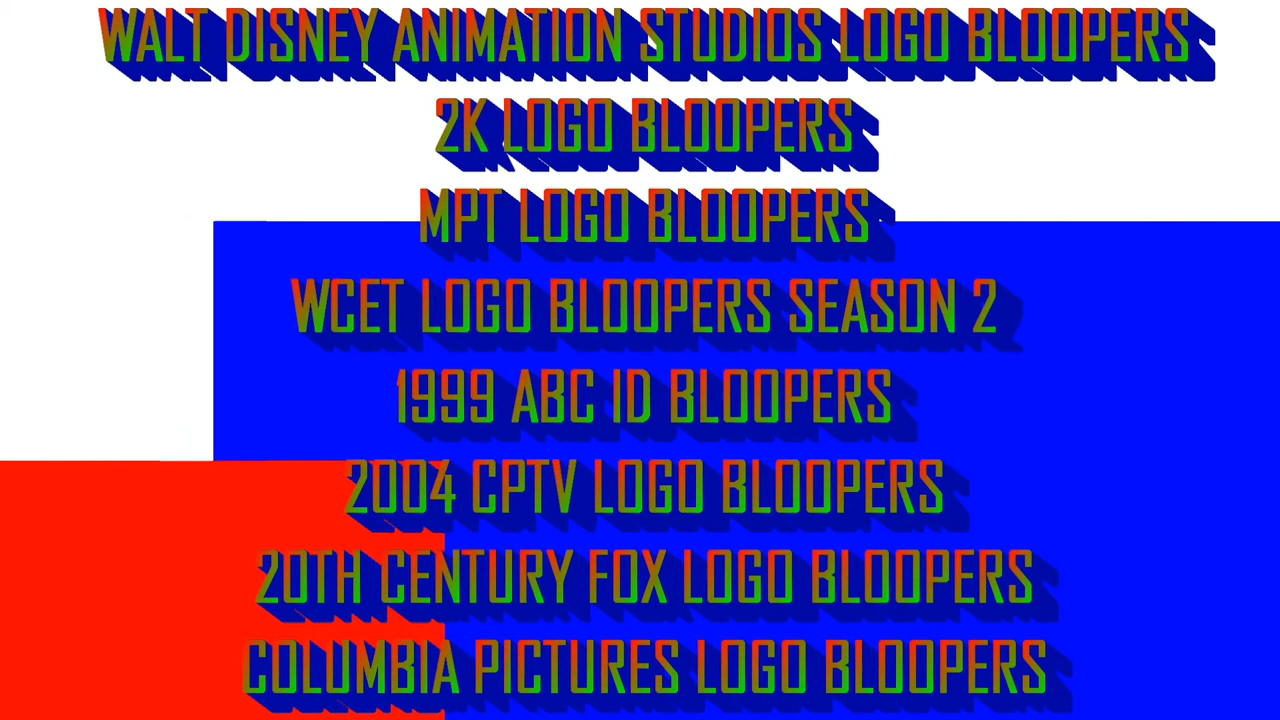 WALT DISNEY ANIMATION STUDIOS LOGO BLOOPERS
2K LOGO BLOOPERS
MPT LOGO BLOOPERS
WCET LOGO BLOOPERS SEASON 2
1999 ABC ID BLOOPERS
2004 CPTV LOGO BLOOPERS
20TH CENTURY FOX LOGO BLOOPERS
COLUMBIA PICTURES LOGO BLOOPERS